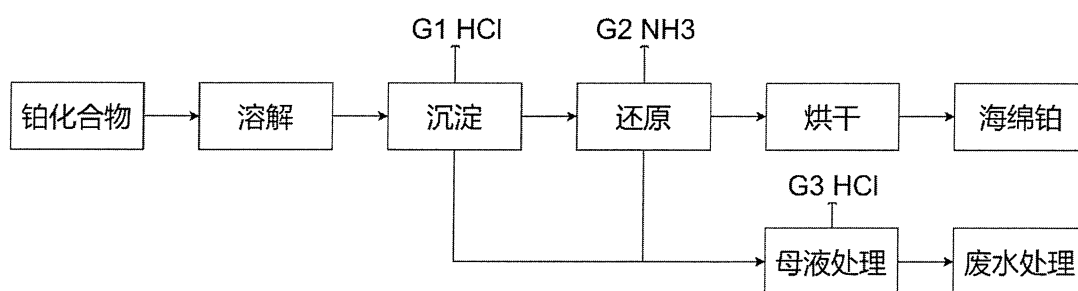 G1 HCl
G2 NH3
铂化合物
溶解
沉淀
还原
烘干
海绵铂
G3 HCl
母液处理
废水处理